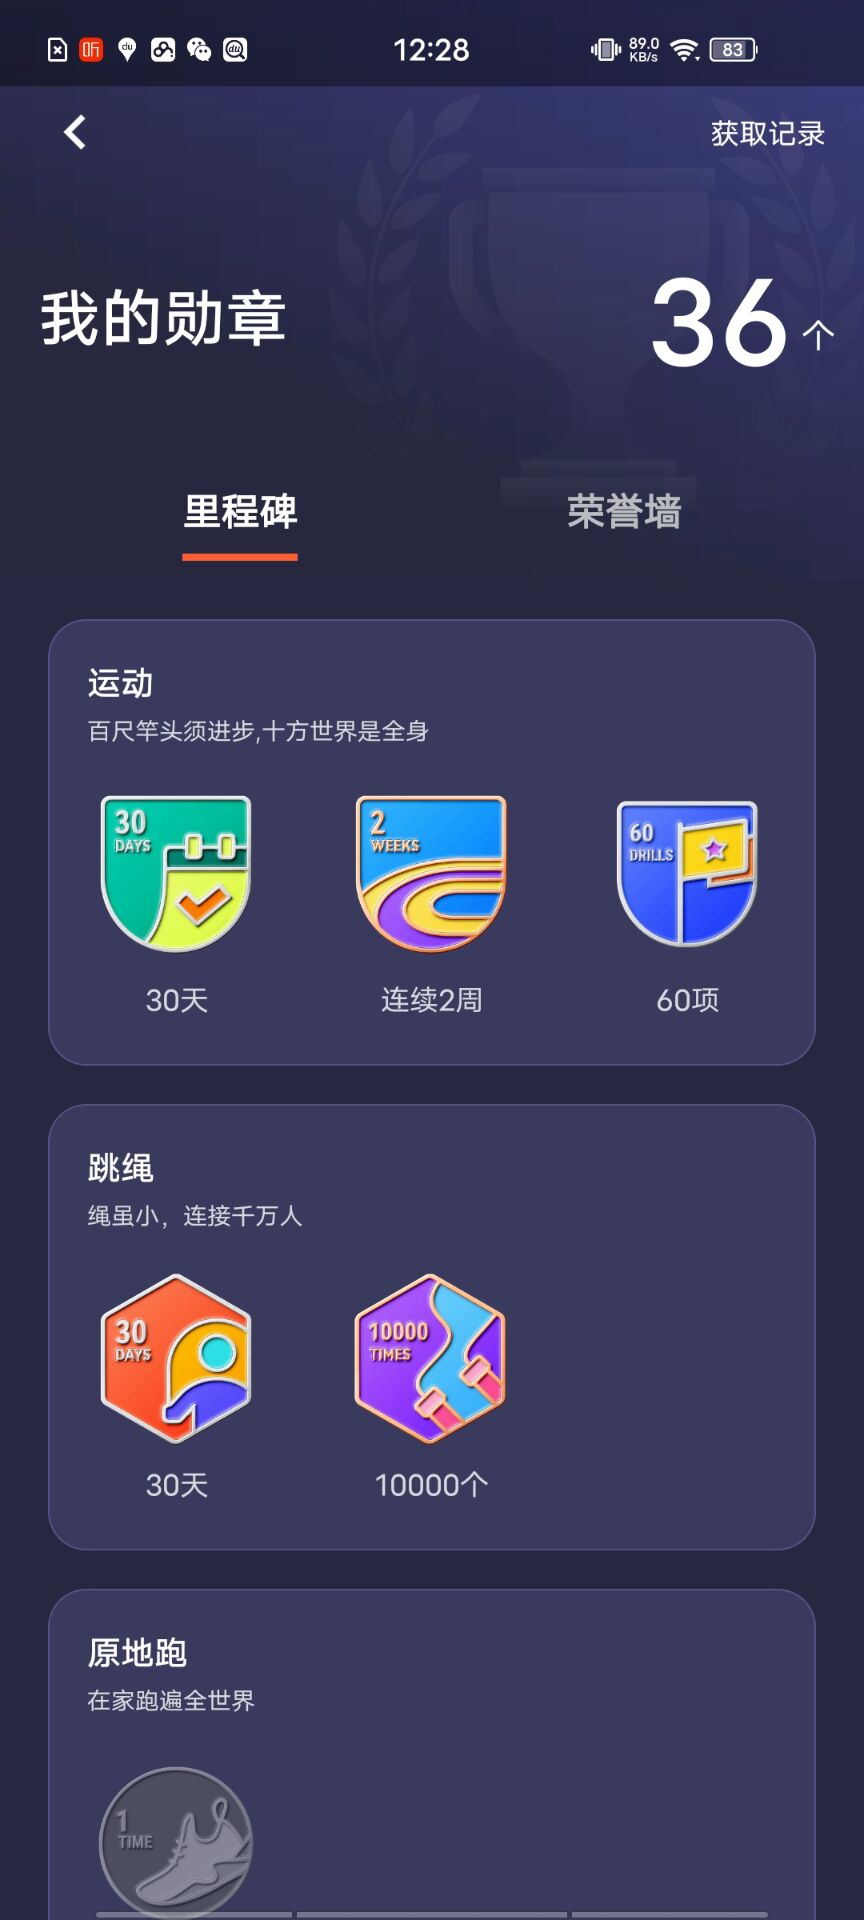 听 du du 12:28 89.0 KB/s 83
获取记录
我的勋章 36个
里程碑 荣誉墙
运动
百尺竿头须进步,十方世界是全身
30 DAYS 2 WEEKS 60 DRILLS
30天 连续2周 60项
跳绳
绳虽小，连接千万人
30 DAYS 10000 TIMES
30天 10000个
原地跑
在家跑遍全世界
1 TIME